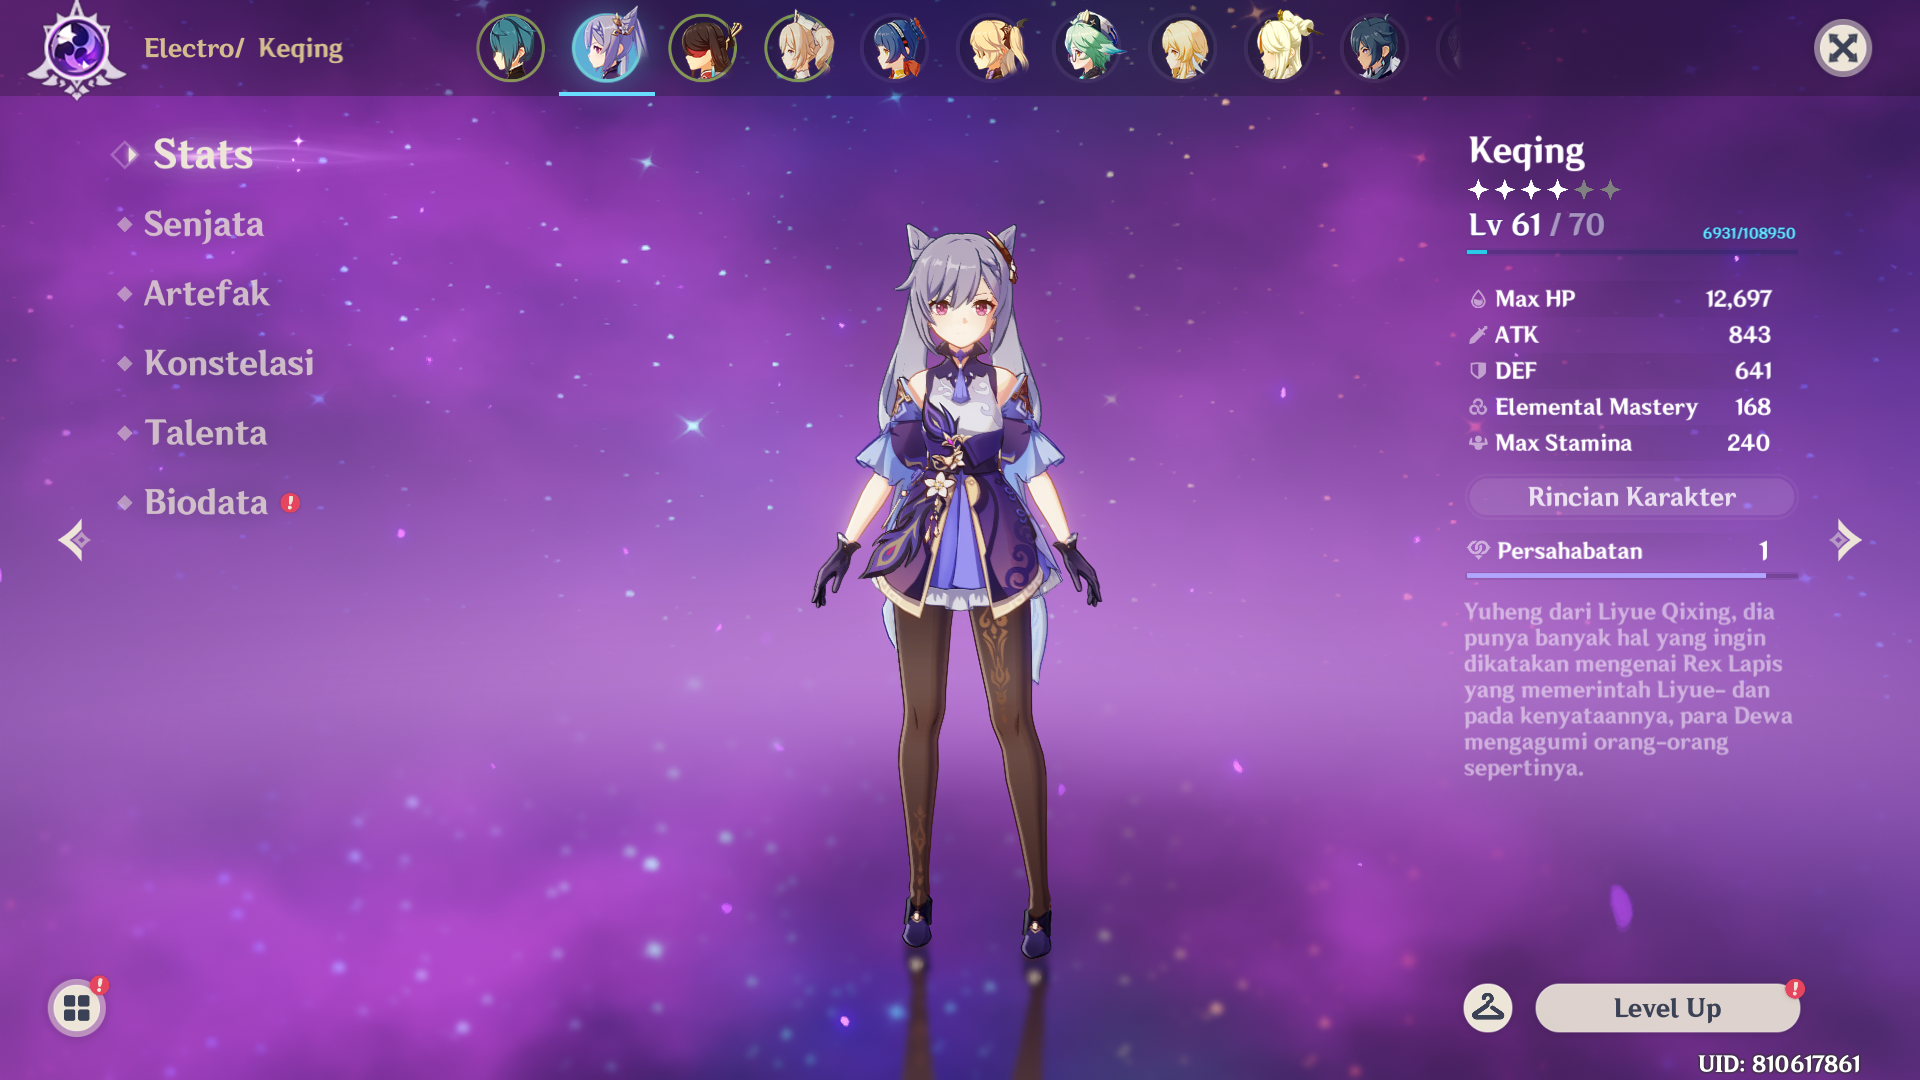 Electro/ Keqing
Stats
Senjata
Artefak
Konstelasi
Talenta
Biodata
Keqing
Lv 61 / 70
6931/108950
Max HP 12,697
ATK 843
DEF 641
Elemental Mastery 168
Max Stamina 240
Rincian Karakter
Persahabatan 1
Yuheng dari Liyue Qixing, dia
punya banyak hal yang ingin
dikatakan mengenai Rex Lapis
yang memerintah Liyue– dan
pada kenyataannya, para Dewa
mengagumi orang-orang
sepertinya.
Level Up
UID: 810617861